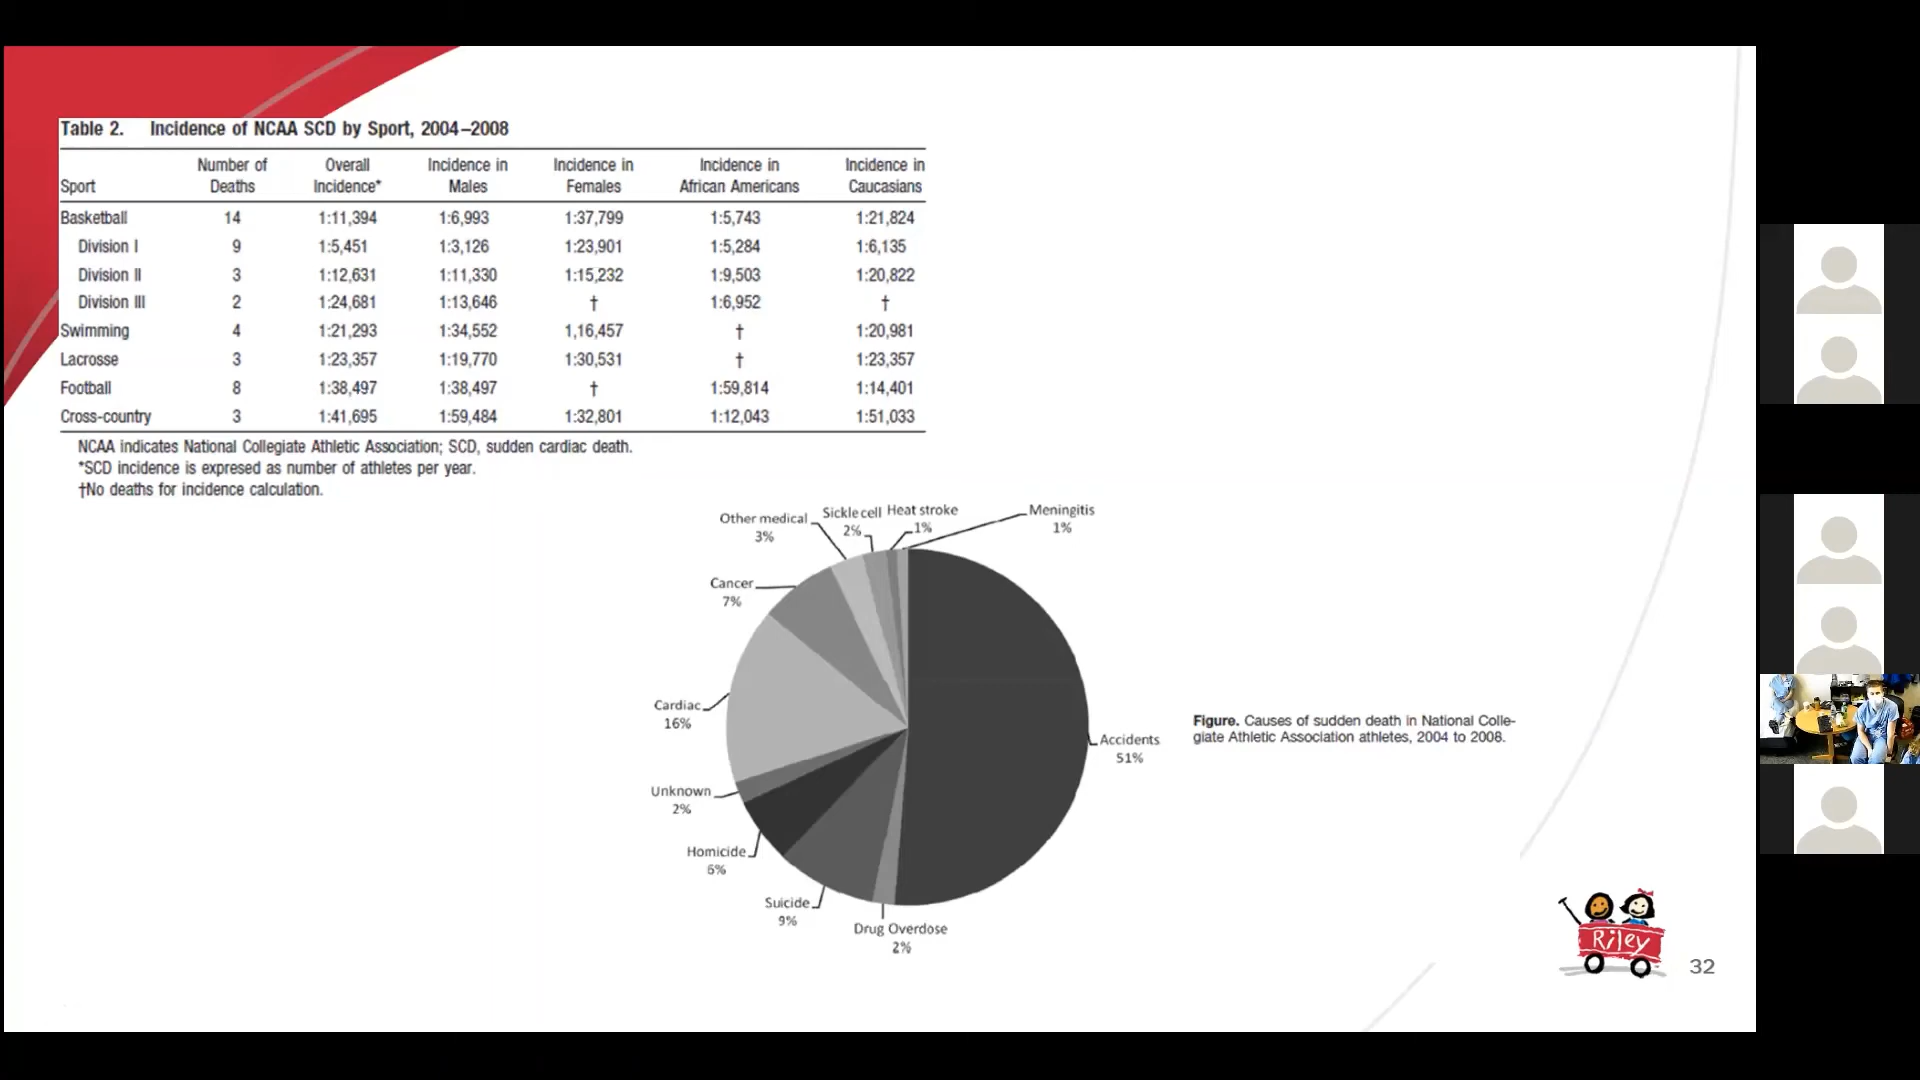 Table 2. Incidence of NCAA SCD by Sport, 2004–2008
Sport Number of Deaths Overall Incidence* Incidence in Males Incidence in Females Incidence in African Americans Incidence in Caucasians
Basketball 14 1:11,394 1:6,993 1:37,799 1:5,743 1:21,824
Division I 9 1:5,451 1:3,126 1:23,901 1:5,284 1:6,135
Division II 3 1:12,631 1:11,330 1:15,232 1:9,503 1:20,822
Division III 2 1:24,681 1:13,646 † 1:6,952 †
Swimming 4 1:21,293 1:34,552 1,16,457 † 1:20,981
Lacrosse 3 1:23,357 1:19,770 1:30,531 † 1:23,357
Football 8 1:38,497 1:38,497 † 1:59,814 1:14,401
Cross-country 3 1:41,695 1:59,484 1:32,801 1:12,043 1:51,033
NCAA indicates National Collegiate Athletic Association; SCD, sudden cardiac death.
*SCD incidence is expresed as number of athletes per year.
†No deaths for incidence calculation.
Other medical
3%
Sickle cell
2%
Heat stroke
1%
Meningitis
1%
Cancer
7%
Cardiac
16%
Unknown
2%
Homicide
6%
Suicide
9%
Drug Overdose
2%
Accidents
51%
Figure. Causes of sudden death in National Colle-
giate Athletic Association athletes, 2004 to 2008.
Riley
32